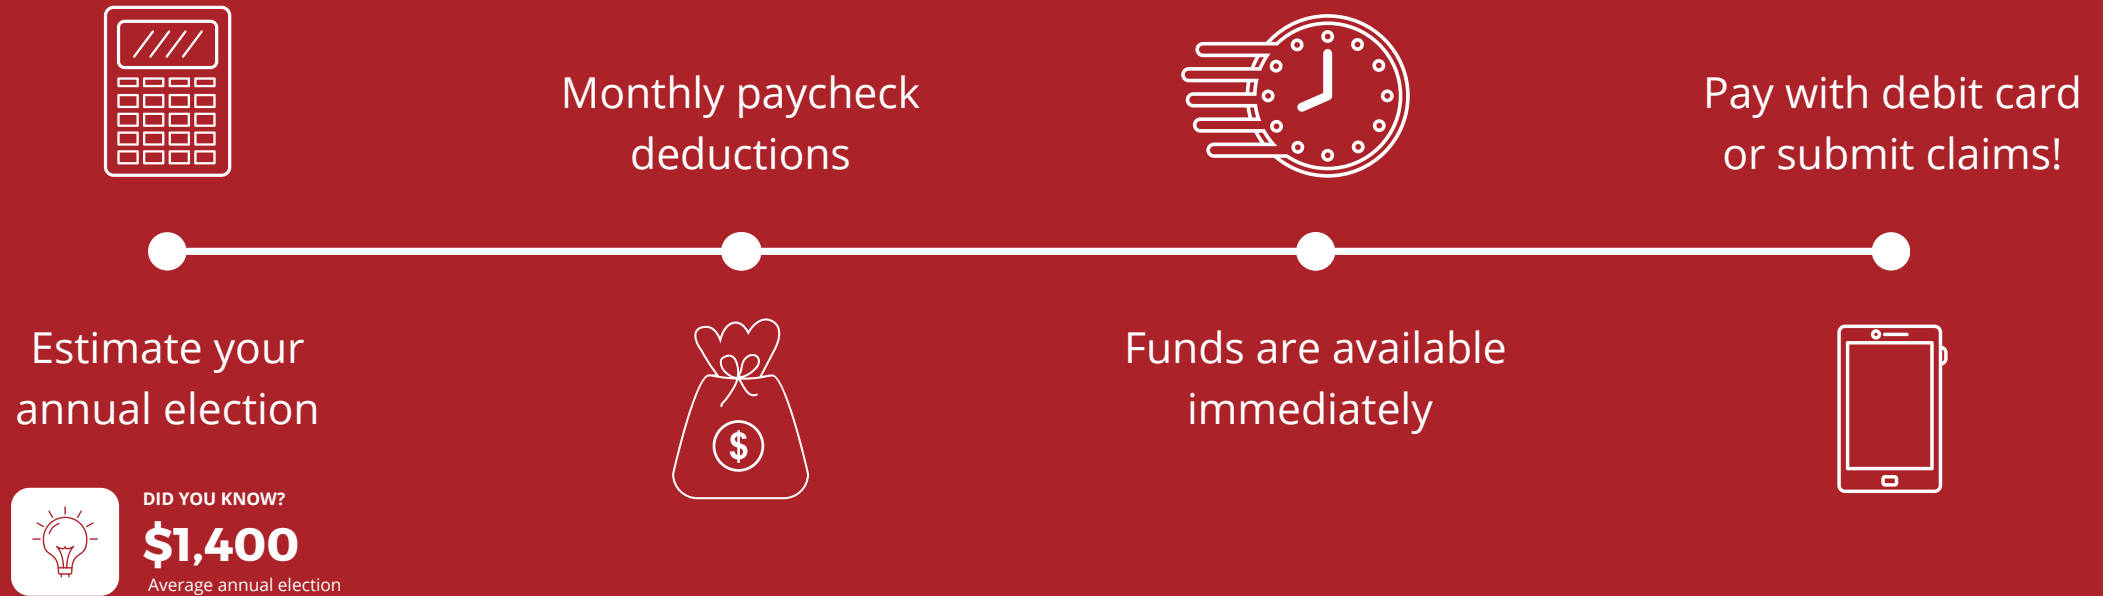 Estimate your
annual election
DID YOU KNOW?
$1,400
Average annual election
Monthly paycheck
deductions
$
Funds are available
immediately
Pay with debit card
or submit claims!